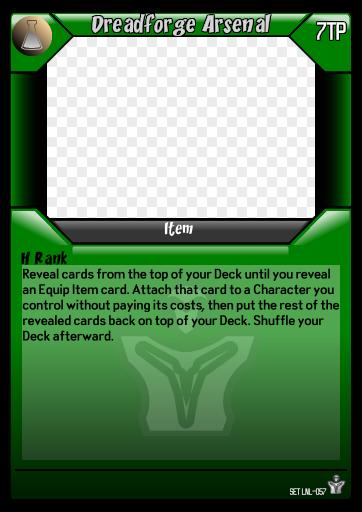 Dreadforge Arsenal
7TP
Item
H Rank
Reveal cards from the top of your Deck until you reveal
an Equip Item card. Attach that card to a Character you
control without paying its costs, then put the rest of the
revealed cards back on top of your Deck. Shuffle your
Deck afterward.
SET LNL-057